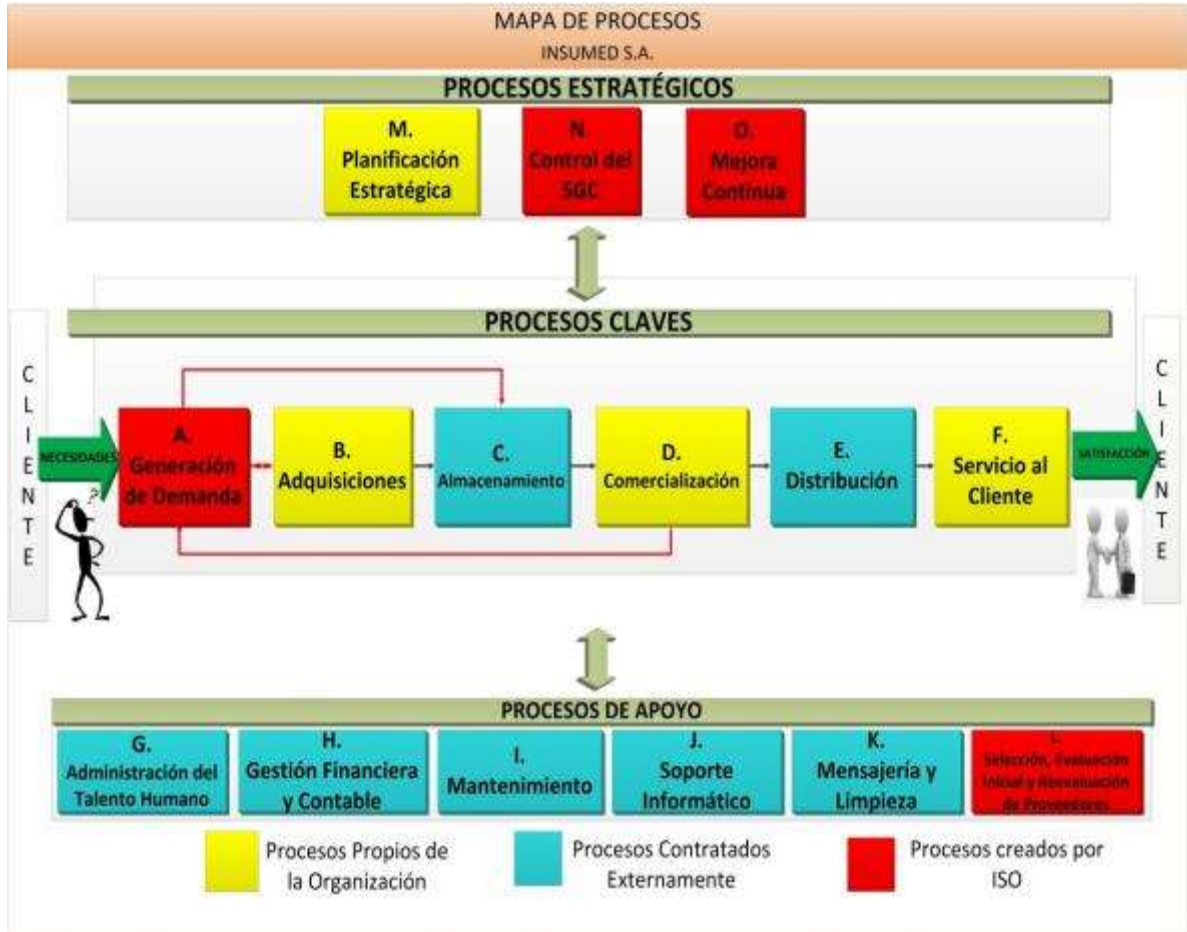 MAPA DE PROCESOS
INSUMED S.A.
PROCESOS ESTRATÉGICOS
M.
Planificación
Estratégica
N.
Control del
SGC
O.
Mejora
Continua
PROCESOS CLAVES
CLIENTE
NECESIDADES
A.
Generación
de Demanda
B.
Adquisiciones
C.
Almacenamiento
D.
Comercialización
E.
Distribución
F.
Servicio al
Cliente
SATISFACCIÓN
CLIENTE
?
PROCESOS DE APOYO
G.
Administración del
Talento Humano
H.
Gestión Financiera
y Contable
I.
Mantenimiento
J.
Soporte
Informático
K.
Mensajería y
Limpieza
L.
Selección, Evaluación
Inicial y Reevaluación
de Proveedores
Procesos Propios de
la Organización
Procesos Contratados
Externamente
Procesos creados por
ISO